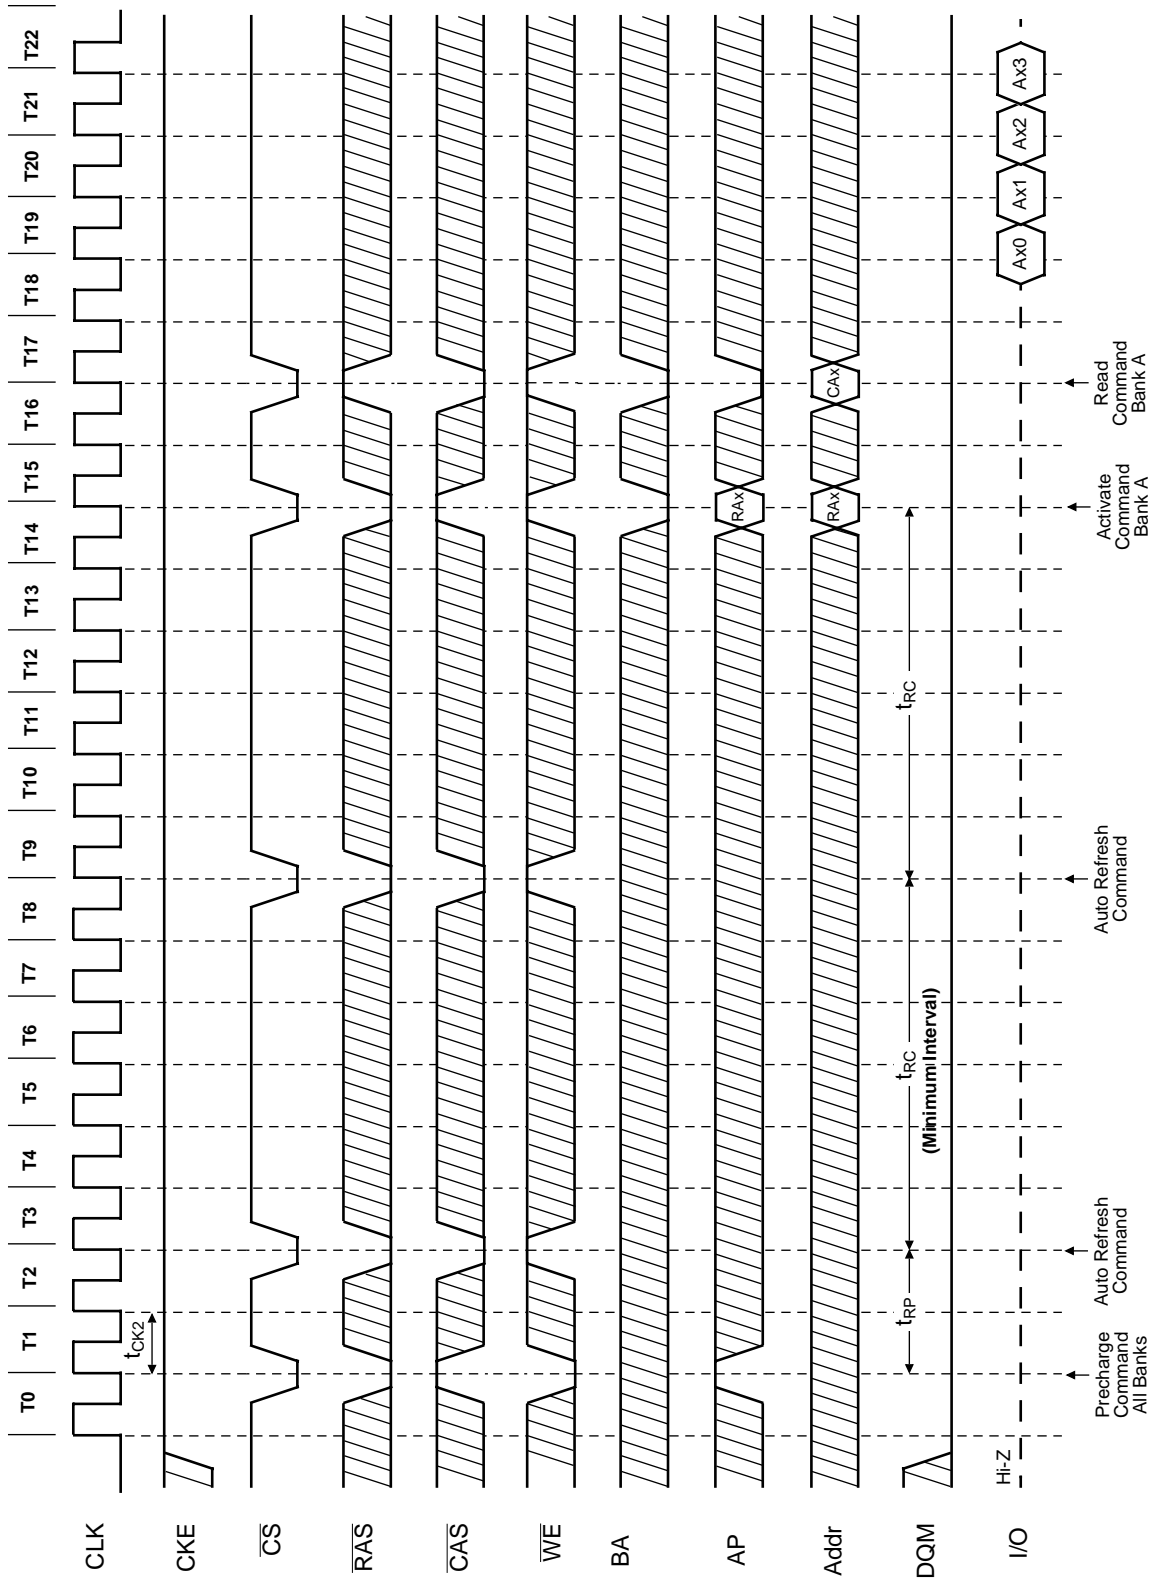 T0 T1 T2 T3 T4 T5 T6 T7 T8 T9 T10 T11 T12 T13 T14 T15 T16 T17 T18 T19 T20 T21 T22
CLK
tCK2
CKE
CS
RAS
CAS
WE
BA
AP
RAx
Addr
RAx
CAx
DQM
tRP
tRC
tRC
(Minimum Interval)
I/O
Hi-Z
Ax0
Ax1
Ax2
Ax3
Precharge
Command
All Banks
Auto Refresh
Command
Auto Refresh
Command
Activate
Command
Bank A
Read
Command
Bank A